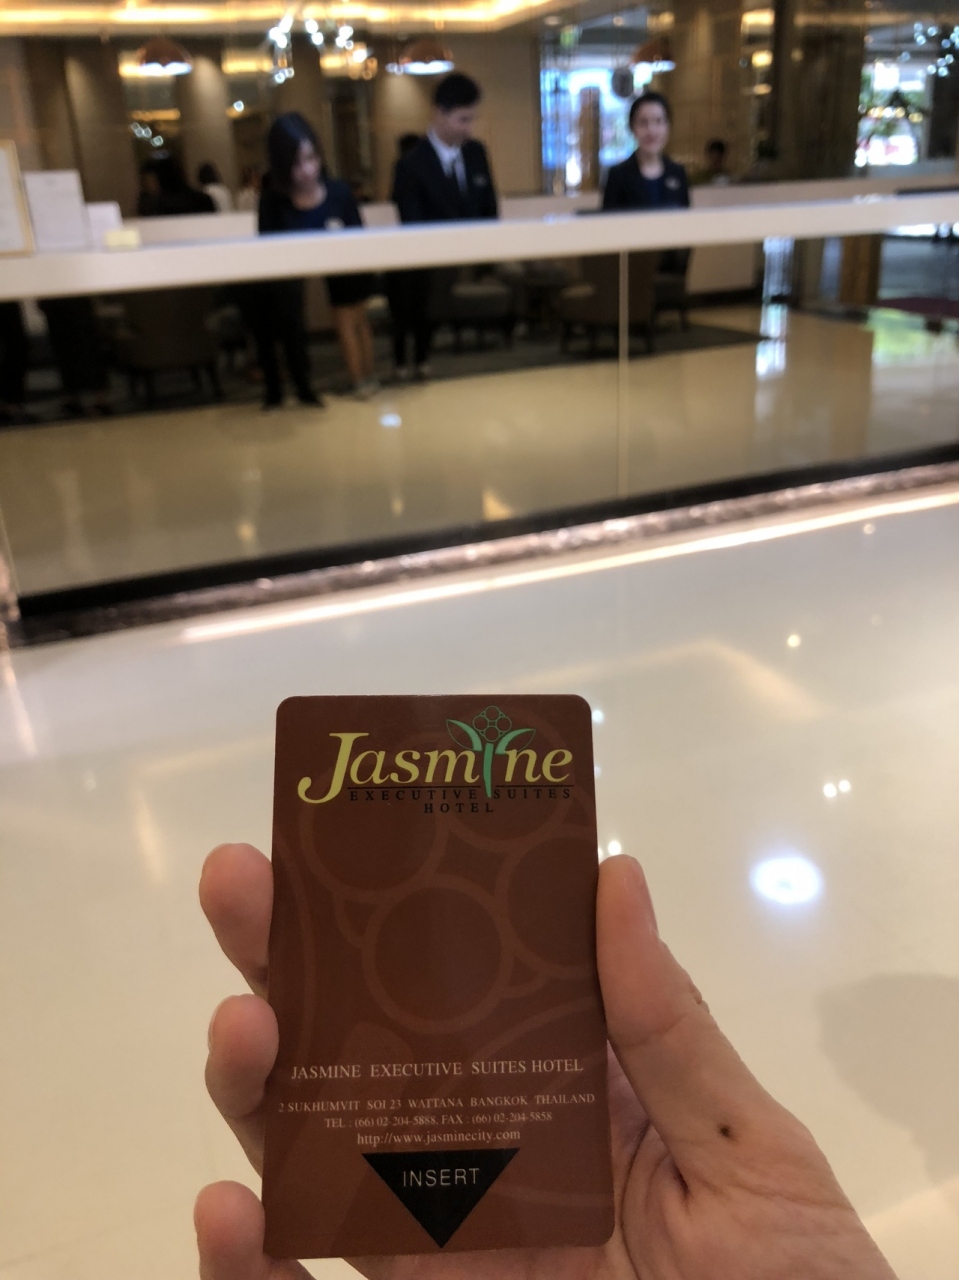 Jasmine
EXECUTIVE SUITES
HOTEL
JASMINE EXECUTIVE SUITES HOTEL
2 SUKHUMVIT SOI 23 WATTANA BANGKOK THAILAND
TEL : (66) 02-204-5888, FAX : (66) 02-204-5858
http://www.jasminecity.com
INSERT